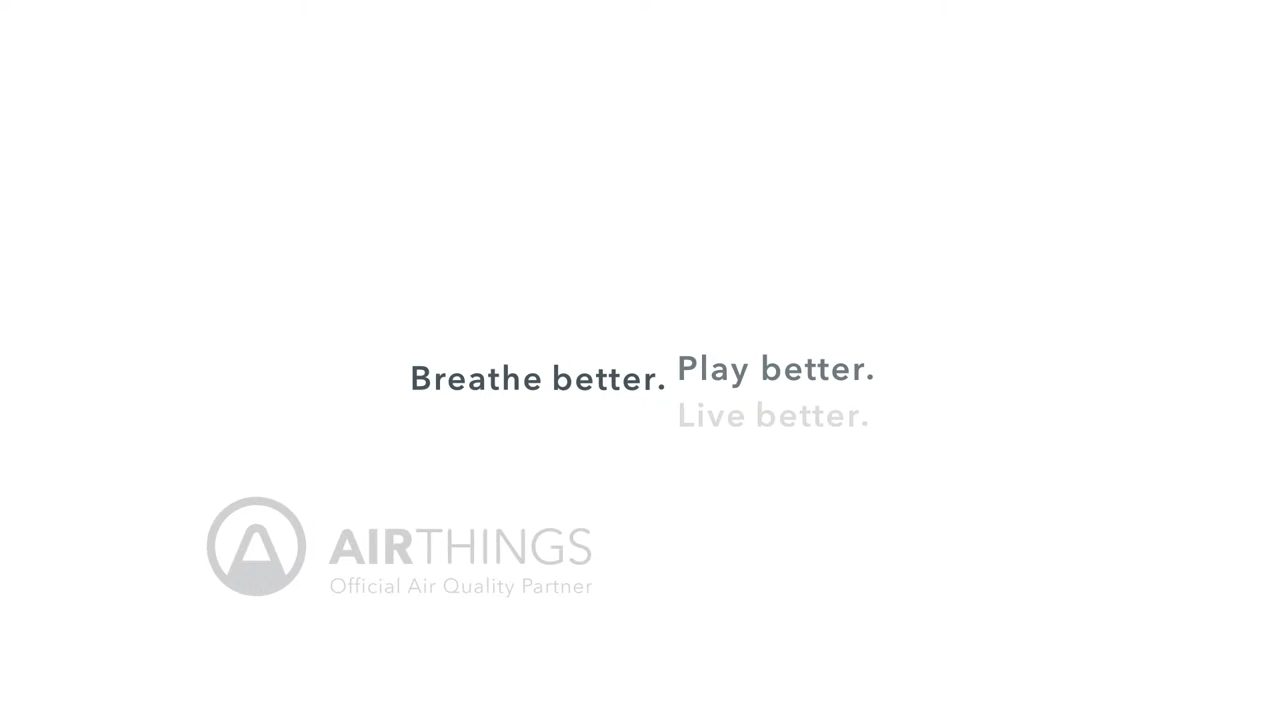 Breathe better. Play better.
Live better.
AIRTHINGS
Official Air Quality Partner